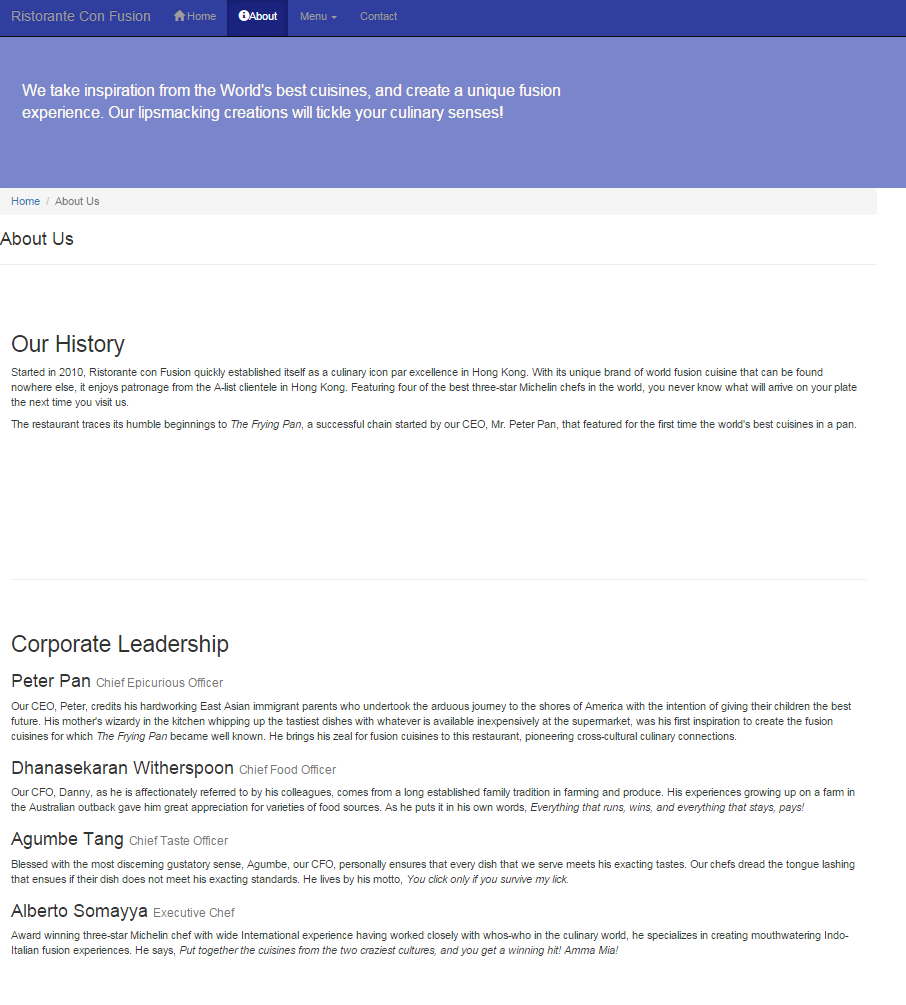 Ristorante Con Fusion Home About Menu Contact
We take inspiration from the World's best cuisines, and create a unique fusion
experience. Our lipsmacking creations will tickle your culinary senses!
Home / About Us
About Us
Our History
Started in 2010, Ristorante con Fusion quickly established itself as a culinary icon par excellence in Hong Kong. With its unique brand of world fusion cuisine that can be found
nowhere else, it enjoys patronage from the A-list clientele in Hong Kong. Featuring four of the best three-star Michelin chefs in the world, you never know what will arrive on your plate
the next time you visit us.
The restaurant traces its humble beginnings to The Frying Pan, a successful chain started by our CEO, Mr. Peter Pan, that featured for the first time the world's best cuisines in a pan.
Corporate Leadership
Peter Pan Chief Epicurious Officer
Our CEO, Peter, credits his hardworking East Asian immigrant parents who undertook the arduous journey to the shores of America with the intention of giving their children the best
future. His mother's wizardy in the kitchen whipping up the tastiest dishes with whatever is available inexpensively at the supermarket, was his first inspiration to create the fusion
cuisines for which The Frying Pan became well known. He brings his zeal for fusion cuisines to this restaurant, pioneering cross-cultural culinary connections.
Dhanasekaran Witherspoon Chief Food Officer
Our CFO, Danny, as he is affectionately referred to by his colleagues, comes from a long established family tradition in farming and produce. His experiences growing up on a farm in
the Australian outback gave him great appreciation for varieties of food sources. As he puts it in his own words, Everything that runs, wins, and everything that stays, pays!
Agumbe Tang Chief Taste Officer
Blessed with the most discerning gustatory sense, Agumbe, our CFO, personally ensures that every dish that we serve meets his exacting tastes. Our chefs dread the tongue lashing
that ensues if their dish does not meet his exacting standards. He lives by his motto, You click only if you survive my lick.
Alberto Somayya Executive Chef
Award winning three-star Michelin chef with wide International experience having worked closely with whos-who in the culinary world, he specializes in creating mouthwatering Indo-
Italian fusion experiences. He says, Put together the cuisines from the two craziest cultures, and you get a winning hit! Amma Mia!